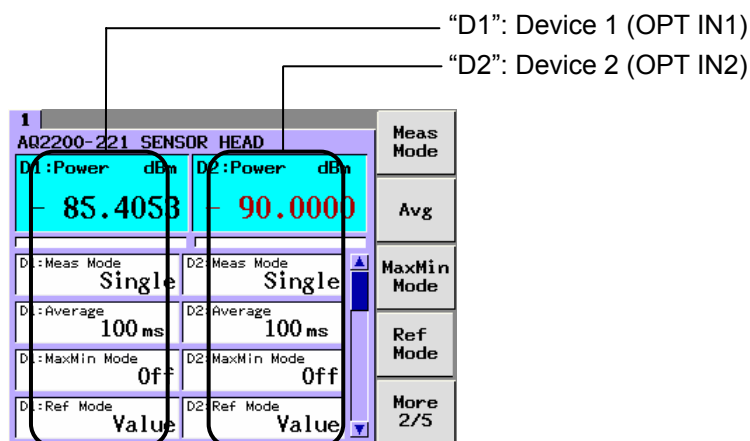 “D1”: Device 1 (OPT IN1)
“D2”: Device 2 (OPT IN2)
1
AQ2200-221 SENSOR HEAD
D1:Power dBm D2:Power dBm
- 85.4053 - 90.0000
D1:Meas Mode D2:Meas Mode
Single Single
D1:Average D2:Average
100 ms 100 ms
D1:MaxMin Mode D2:MaxMin Mode
Off Off
D1:Ref Mode D2:Ref Mode
Value Value
Meas
Mode
Avg
MaxMin
Mode
Ref
Mode
More
2/5